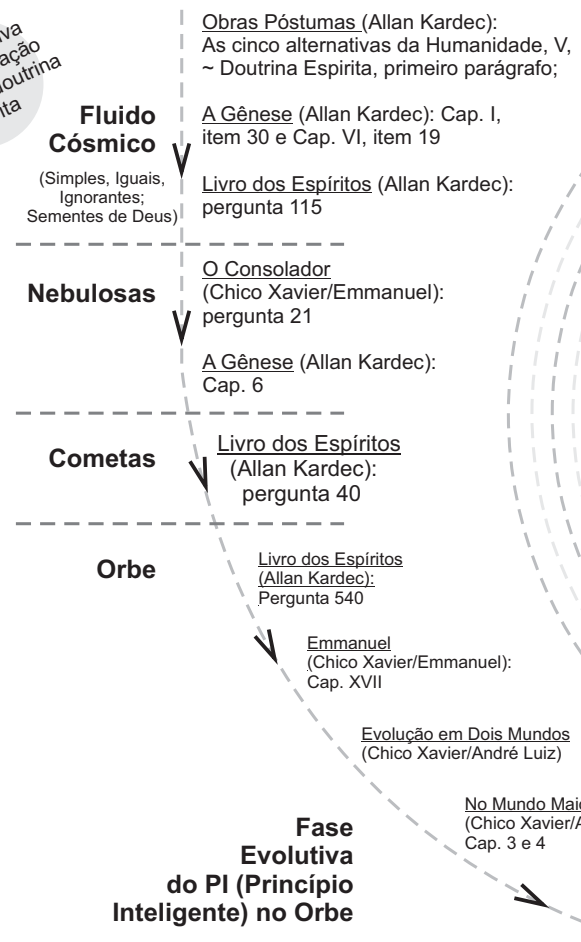 Obras Póstumas (Allan Kardec):
As cinco alternativas da Humanidade, V,
~ Doutrina Espirita, primeiro parágrafo;
Fluido
Cósmico
(Simples, Iguais,
Ignorantes;
Sementes de Deus)
A Gênese (Allan Kardec): Cap. I,
item 30 e Cap. VI, item 19
Livro dos Espíritos (Allan Kardec):
pergunta 115
Nebulosas
O Consolador
(Chico Xavier/Emmanuel):
pergunta 21
A Gênese (Allan Kardec):
Cap. 6
Cometas
Livro dos Espíritos
(Allan Kardec):
pergunta 40
Orbe
Livro dos Espíritos
(Allan Kardec):
Pergunta 540
Emmanuel
(Chico Xavier/Emmanuel):
Cap. XVII
Evolução em Dois Mundos
(Chico Xavier/André Luiz)
No Mundo
(Chico Xavier/
Cap. 3 e 4
Fase
Evolutiva
do PI (Princípio
Inteligente) no Orbe